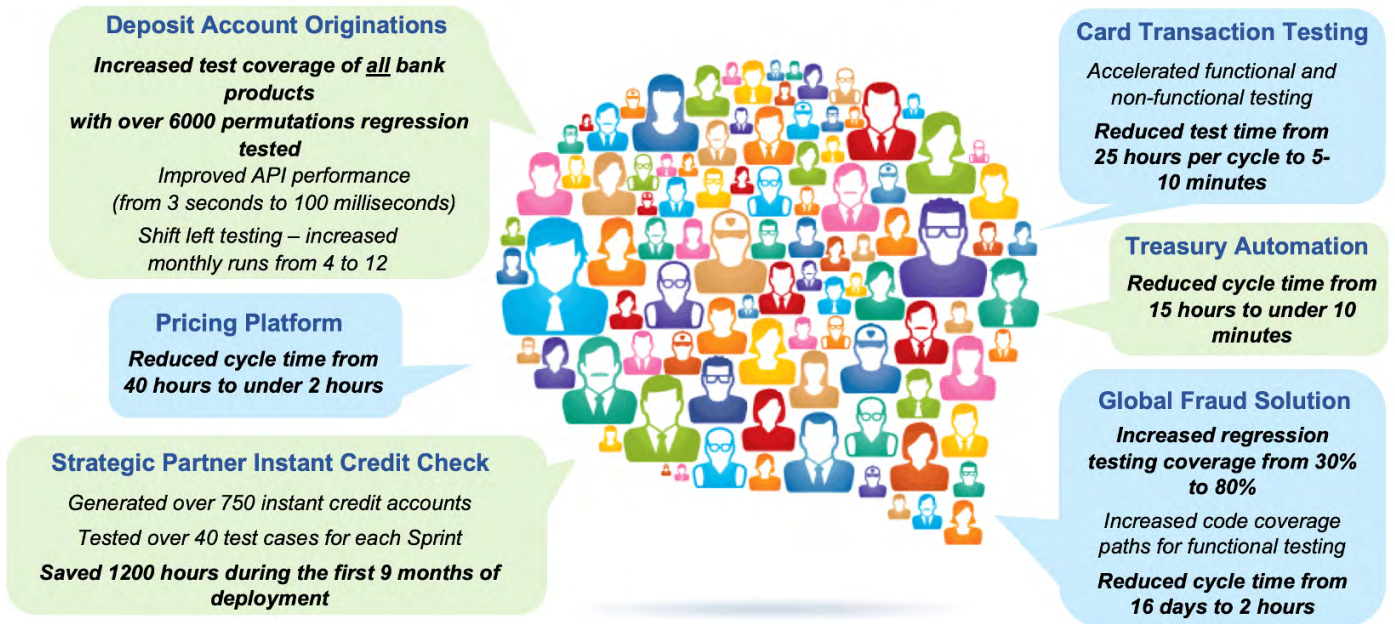 Deposit Account Originations
Increased test coverage of all bank
products
with over 6000 permutations regression
tested
Improved API performance
(from 3 seconds to 100 milliseconds)
Shift left testing – increased
monthly runs from 4 to 12
Pricing Platform
Reduced cycle time from
40 hours to under 2 hours
Strategic Partner Instant Credit Check
Generated over 750 instant credit accounts
Tested over 40 test cases for each Sprint
Saved 1200 hours during the first 9 months of
deployment
Card Transaction Testing
Accelerated functional and
non-functional testing
Reduced test time from
25 hours per cycle to 5-
10 minutes
Treasury Automation
Reduced cycle time from
15 hours to under 10
minutes
Global Fraud Solution
Increased regression
testing coverage from 30%
to 80%
Increased code coverage
paths for functional testing
Reduced cycle time from
16 days to 2 hours